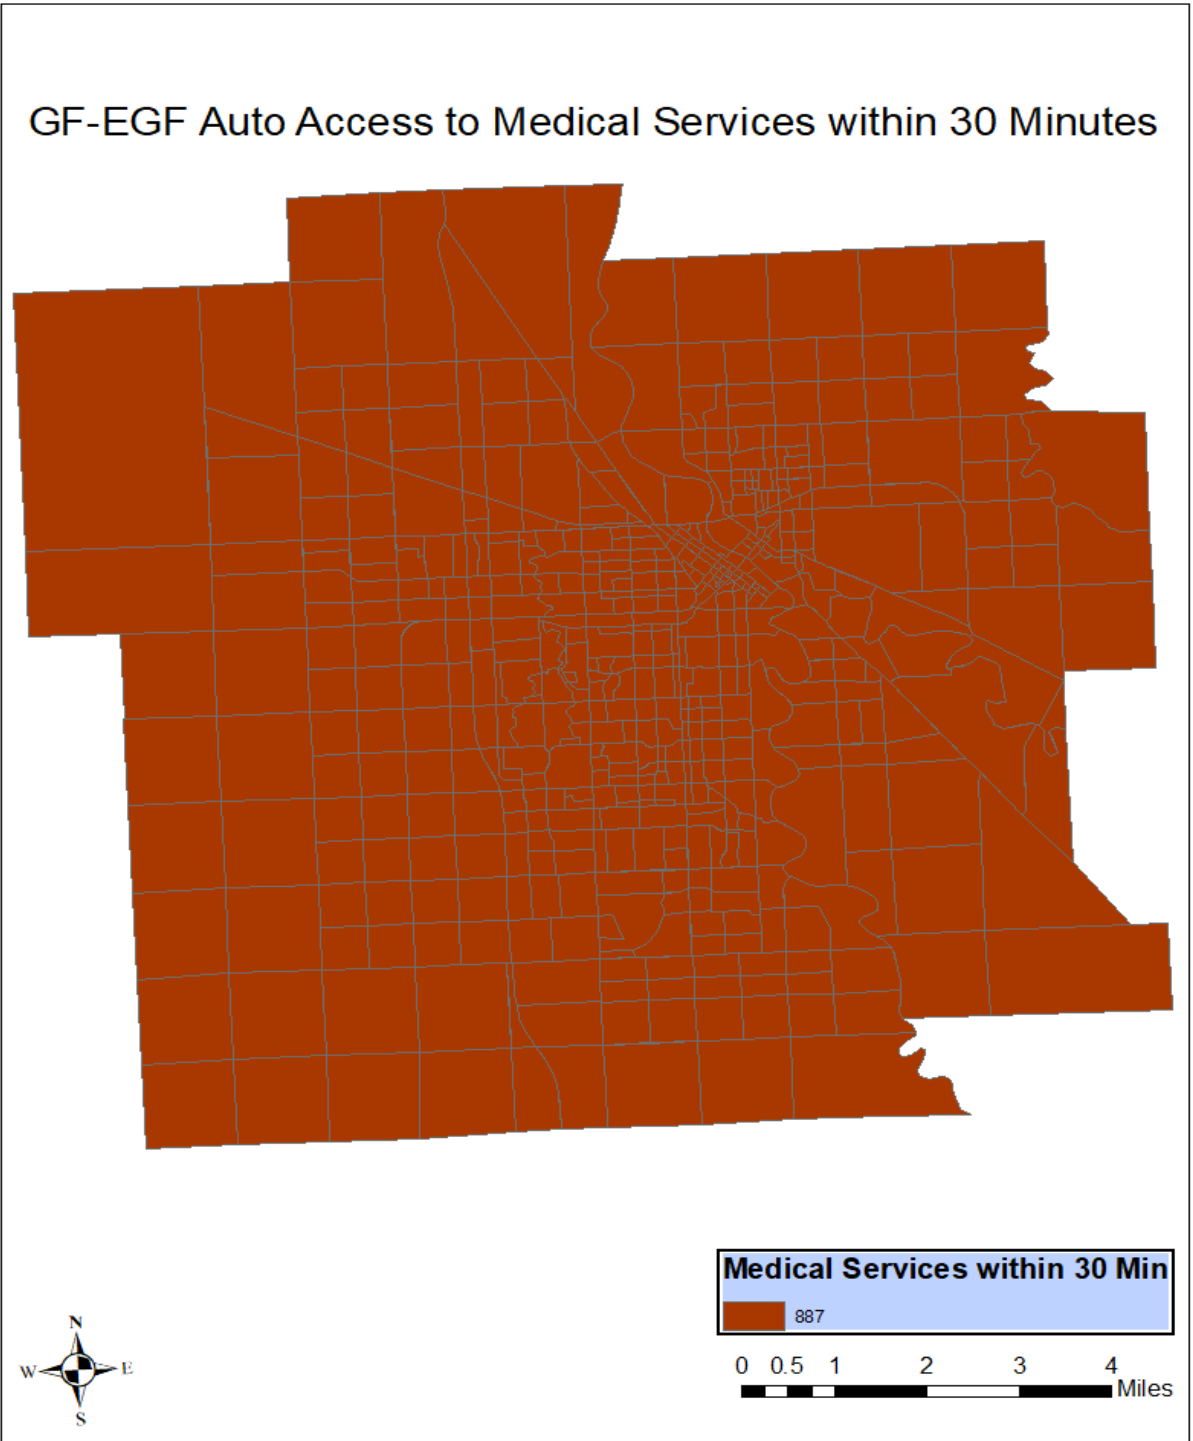 GF-EGF Auto Access to Medical Services within 30 Minutes
Medical Services within 30 Min
887
N
W E
S
0 0.5 1 2 3 4
Miles